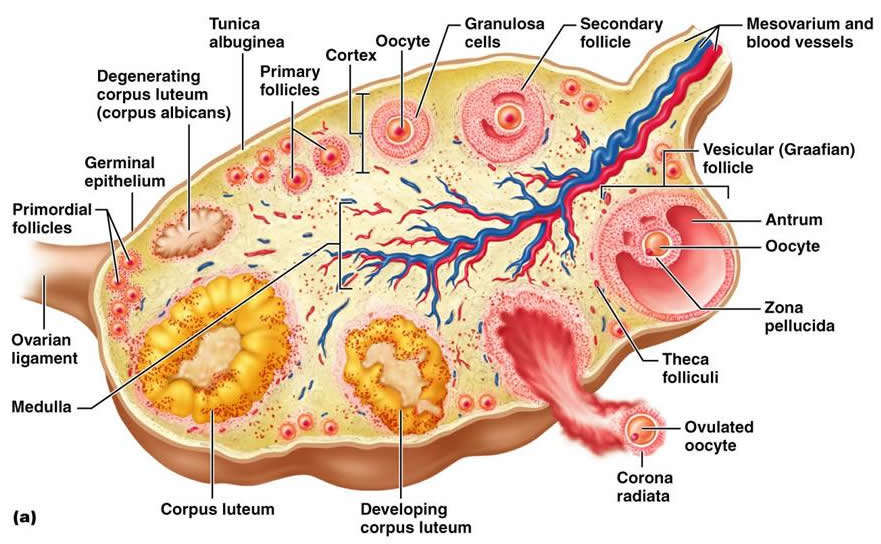 Tunica
albuginea
Cortex
Oocyte
Granulosa
cells
Secondary
follicle
Mesovarium and
blood vessels
Degenerating
corpus luteum
(corpus albicans)
Primary
follicles
Germinal
epithelium
Primordial
follicles
Vesicular (Graafian)
follicle
Antrum
Oocyte
Zona
pellucida
Ovarian
ligament
Theca
folliculi
Medulla
Ovulated
oocyte
Corona
radiata
Corpus luteum
Developing
corpus luteum
(a)